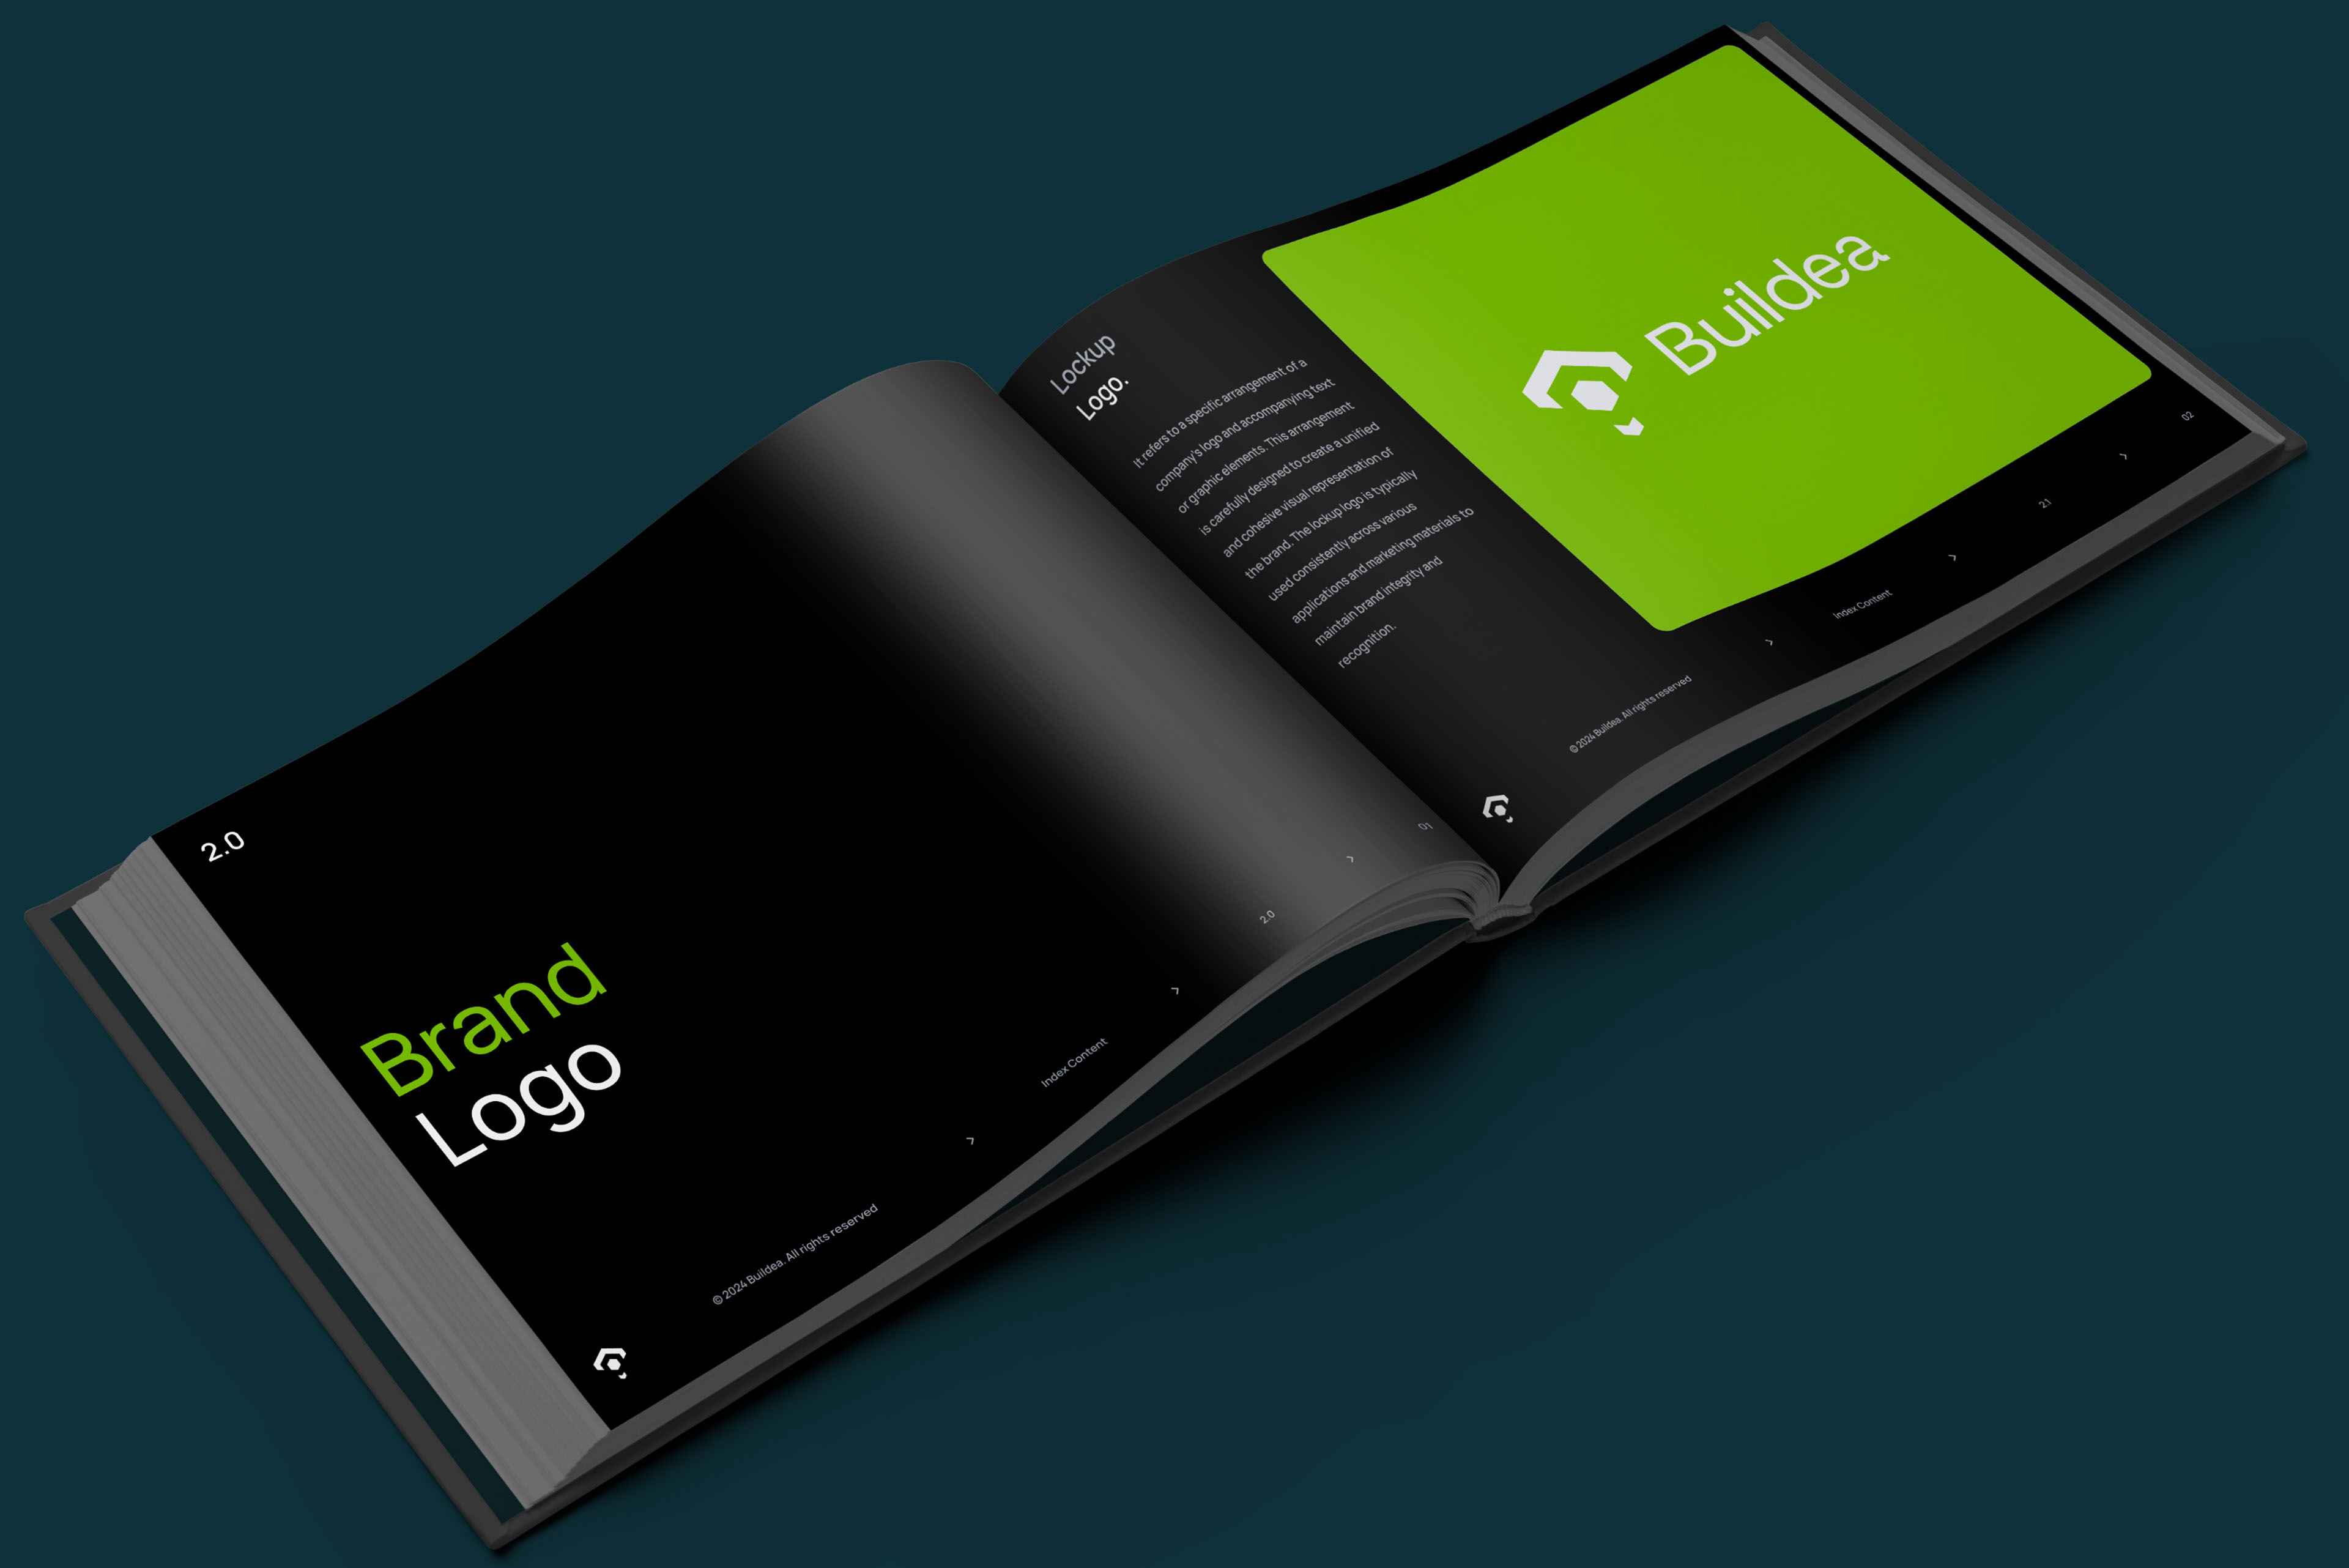 2.0
Brand
Logo
© 2024 Buildea. All rights reserved
>
Index Content
>
2.0
>
01
Lockup
Logo.
It refers to a specific arrangement of a
company's logo and accompanying text
or graphic elements. This arrangement
is carefully designed to create a unified
and cohesive visual representation of
the brand. The lockup logo is typically
used consistently across various
applications and marketing materials to
maintain brand integrity and
recognition.
Buildea
© 2024 Buildea. All rights reserved
>
Index Content
>
2.1
>
02